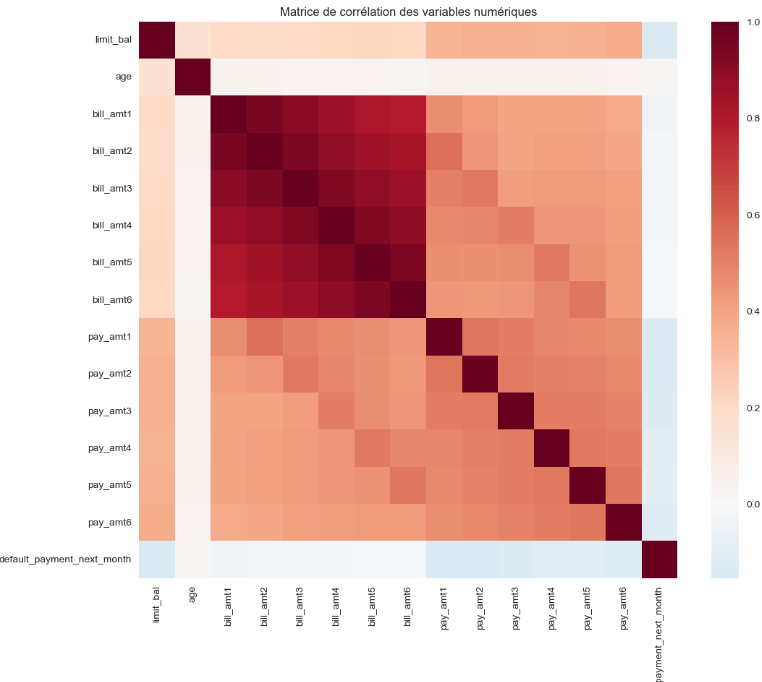 Matrice de corrélation des variables numériques
limit_bal
age
bill_amt1
bill_amt2
bill_amt3
bill_amt4
bill_amt5
bill_amt6
pay_amt1
pay_amt2
pay_amt3
pay_amt4
pay_amt5
pay_amt6
default_payment_next_month
limit_bal
age
bill_amt1
bill_amt2
bill_amt3
bill_amt4
bill_amt5
bill_amt6
pay_amt1
pay_amt2
pay_amt3
pay_amt4
pay_amt5
pay_amt6
payment_next_month
1.0
0.8
0.6
0.4
0.2
0.0